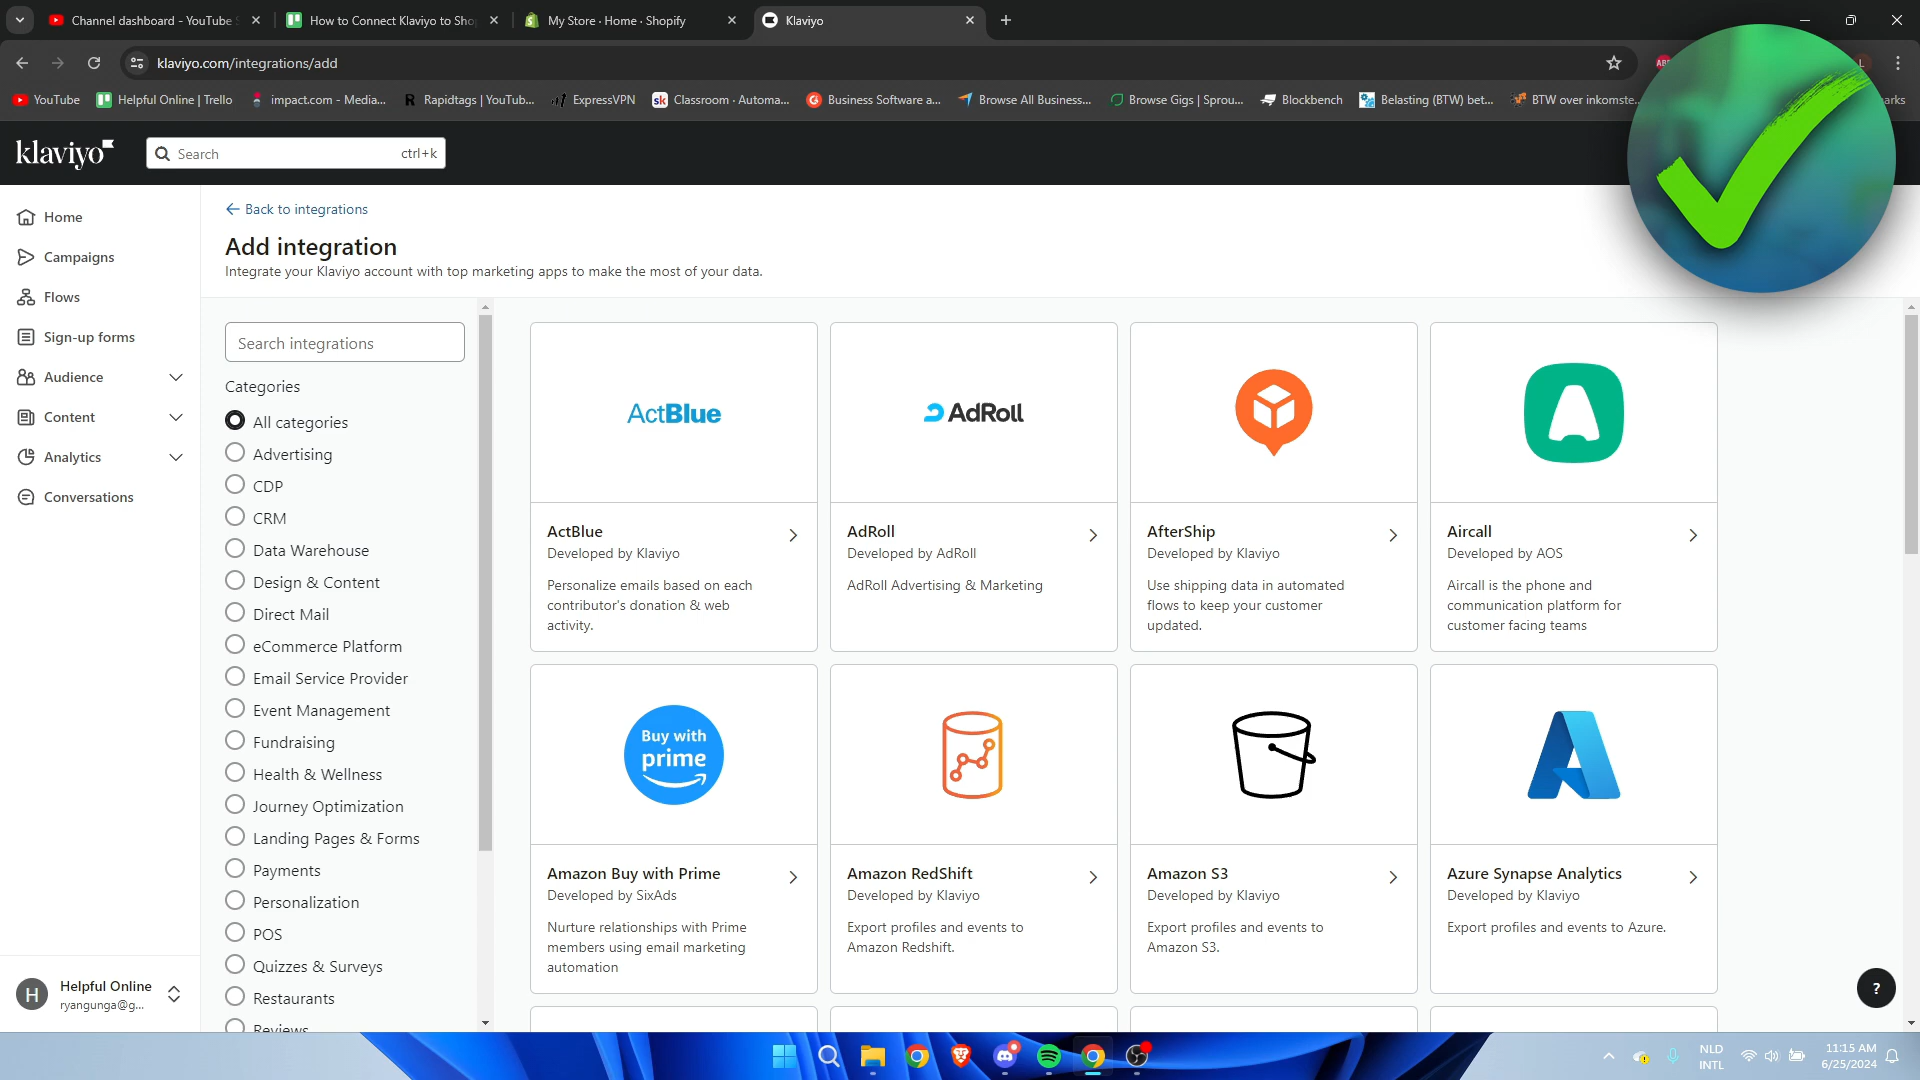 Channel dashboard - YouTube S
How to Connect Klaviyo to Shop
My Store · Home · Shopify
Klaviyo
klaviyo.com/integrations/add
YouTube
Helpful Online | Trello
impact.com - Media...
Rapidtags | YouTub...
ExpressVPN
Classroom · Automa...
Business Software a...
Browse All Business...
Browse Gigs | Sprou...
Blockbench
Belasting (BTW) bet...
BTW over inkomste...
klaviyo
Search
ctrl+k
Home
Campaigns
Flows
Sign-up forms
Audience
Content
Analytics
Conversations
Helpful Online
ryangunga@g...
H
Back to integrations
Add integration
Integrate your Klaviyo account with top marketing apps to make the most of your data.
Search integrations
Categories
All categories
Advertising
CDP
CRM
Data Warehouse
Design & Content
Direct Mail
eCommerce Platform
Email Service Provider
Event Management
Fundraising
Health & Wellness
Journey Optimization
Landing Pages & Forms
Payments
Personalization
POS
Quizzes & Surveys
Restaurants
Reviews
ActBlue
ActBlue
Developed by Klaviyo
Personalize emails based on each
contributor's donation & web
activity.
AdRoll
AdRoll
Developed by AdRoll
AdRoll Advertising & Marketing
AfterShip
Developed by Klaviyo
Use shipping data in automated
flows to keep your customer
updated.
Aircall
Developed by AOS
Aircall is the phone and
communication platform for
customer facing teams
Buy with
prime
Amazon Buy with Prime
Developed by SixAds
Nurture relationships with Prime
members using email marketing
automation
Amazon RedShift
Developed by Klaviyo
Export profiles and events to
Amazon Redshift.
Amazon S3
Developed by Klaviyo
Export profiles and events to
Amazon S3.
Azure Synapse Analytics
Developed by Klaviyo
Export profiles and events to Azure.
?
NLD
INTL
11:15 AM
6/25/2024